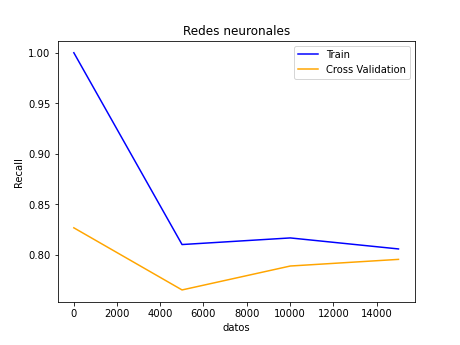 Redes neuronales
Train
Cross Validation
1.00
0.95
0.90
0.85
0.80
Recall
0 2000 4000 6000 8000 10000 12000 14000
datos